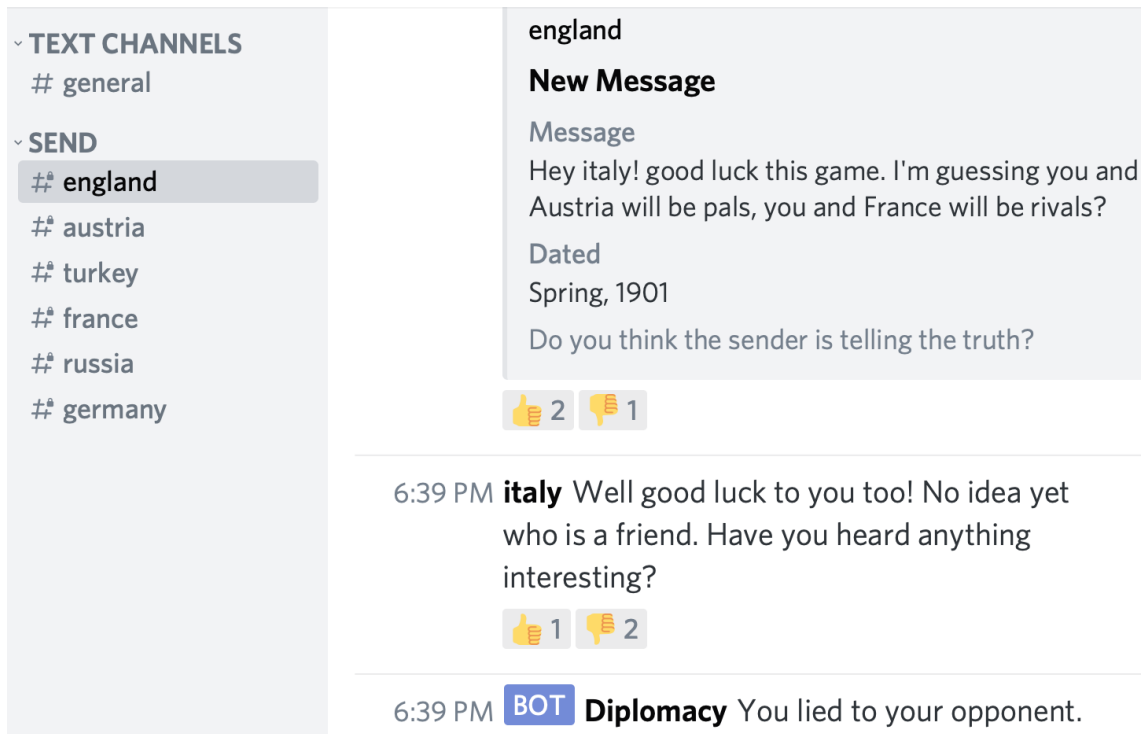 TEXT CHANNELS
# general
SEND
# england
# austria
# turkey
# france
# russia
# germany
england
New Message
Message
Hey italy! good luck this game. I'm guessing you and
Austria will be pals, you and France will be rivals?
Dated
Spring, 1901
Do you think the sender is telling the truth?
2 1
6:39 PM italy Well good luck to you too! No idea yet
who is a friend. Have you heard anything
interesting?
1 2
6:39 PM BOT Diplomacy You lied to your opponent.